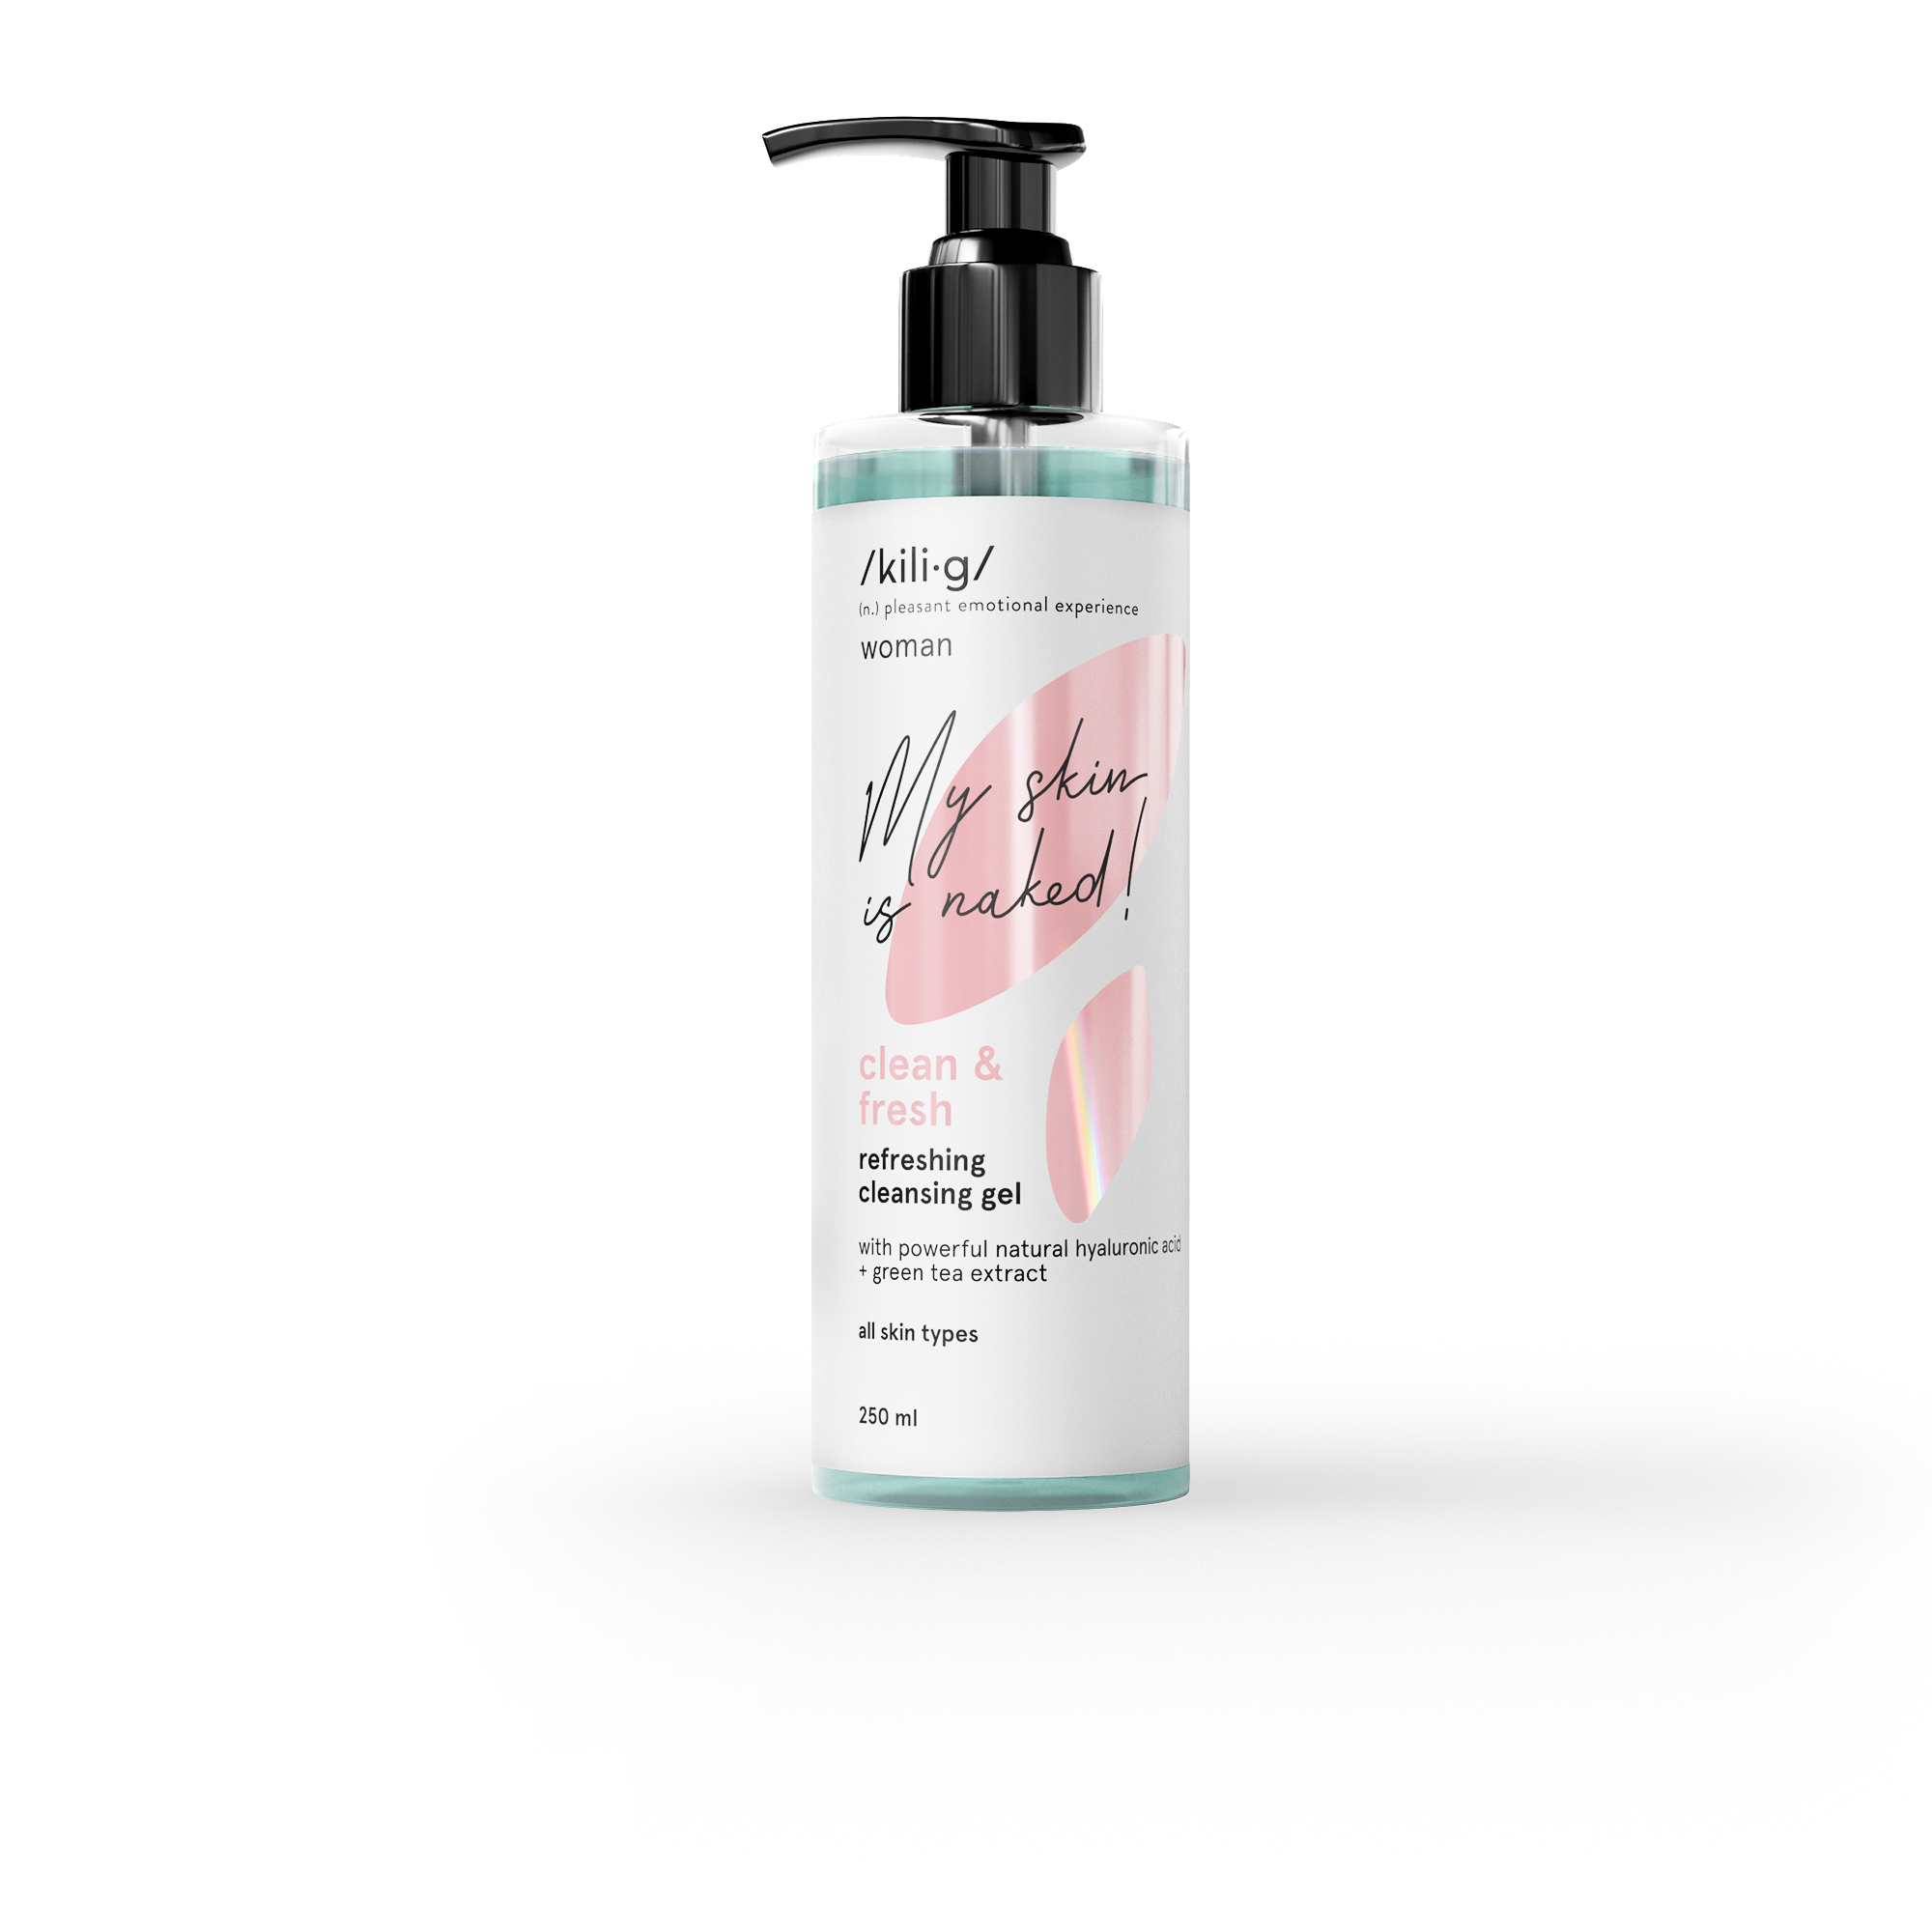 /kili·g/
(n.) pleasant emotional experience
woman
My skin
is naked!
clean &
fresh
refreshing
cleansing gel
with powerful natural hyaluronic acid
+ green tea extract
all skin types
250 ml